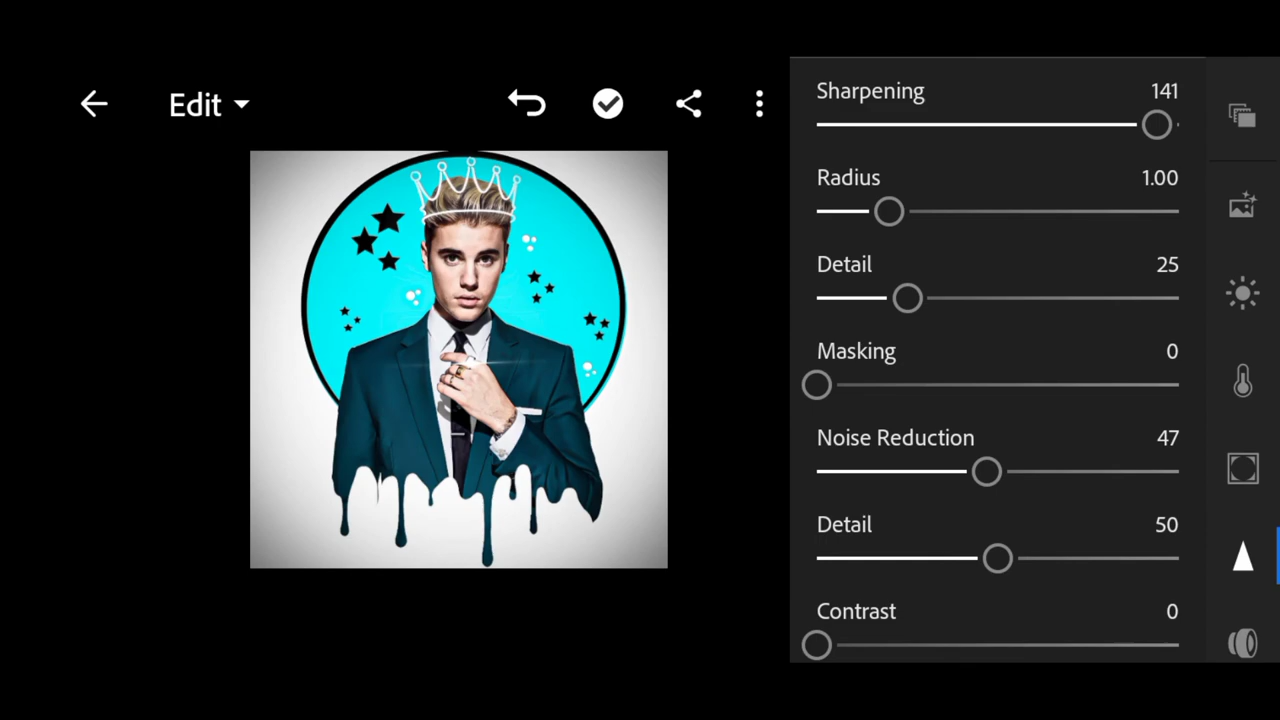 Edit
Sharpening 141
Radius 1.00
Detail 25
Masking 0
Noise Reduction 47
Detail 50
Contrast 0